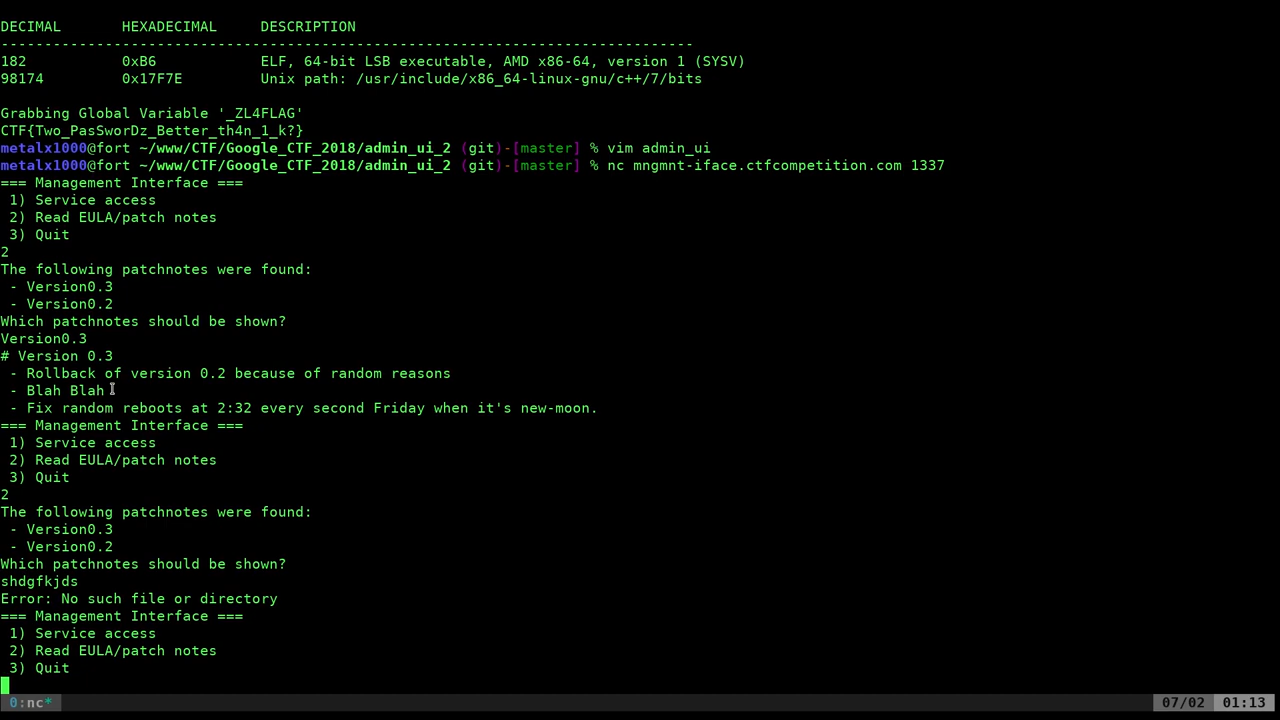 DECIMAL HEXADECIMAL DESCRIPTION
--------------------------------------------------------------------------------
182 0xB6 ELF, 64-bit LSB executable, AMD x86-64, version 1 (SYSV)
98174 0x17F7E Unix path: /usr/include/x86_64-linux-gnu/c++/7/bits
Grabbing Global Variable '_ZL4FLAG'
CTF{Two_PasSworDz_Better_th4n_1_k?}
metalx1000@fort ~/www/CTF/Google_CTF_2018/admin_ui_2 (git)-[master] % vim admin_ui
metalx1000@fort ~/www/CTF/Google_CTF_2018/admin_ui_2 (git)-[master] % nc mngmnt-iface.ctfcompetition.com 1337
=== Management Interface ===
1) Service access
2) Read EULA/patch notes
3) Quit
2
The following patchnotes were found:
- Version0.3
- Version0.2
Which patchnotes should be shown?
Version0.3
# Version 0.3
- Rollback of version 0.2 because of random reasons
- Blah Blah
- Fix random reboots at 2:32 every second Friday when it's new-moon.
=== Management Interface ===
1) Service access
2) Read EULA/patch notes
3) Quit
2
The following patchnotes were found:
- Version0.3
- Version0.2
Which patchnotes should be shown?
shdgfkjds
Error: No such file or directory
=== Management Interface ===
1) Service access
2) Read EULA/patch notes
3) Quit
0:nc* 07/02 01:13